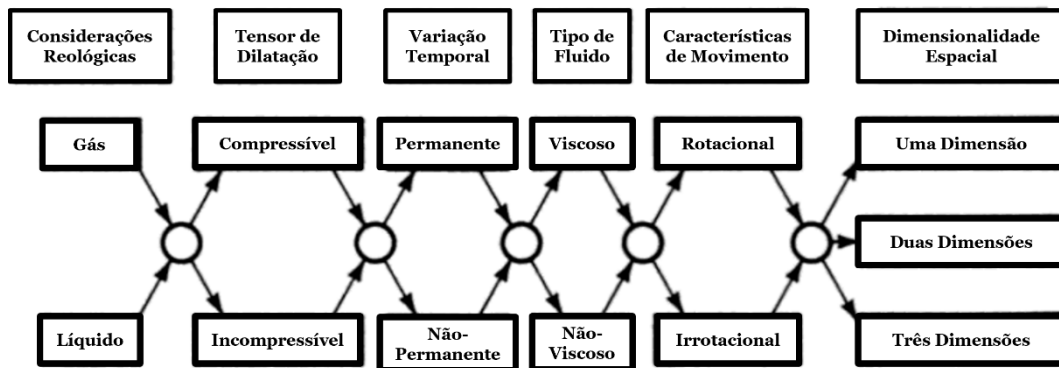 Considerações
Reológicas
Tensor de
Dilatação
Variação
Temporal
Tipo de
Fluido
Características
de Movimento
Dimensionalidade
Espacial
Gás
Compressível
Permanente
Viscoso
Rotacional
Uma Dimensão
Duas Dimensões
Líquido
Incompressível
Não-
Permanente
Não-
Viscoso
Irrotacional
Três Dimensões